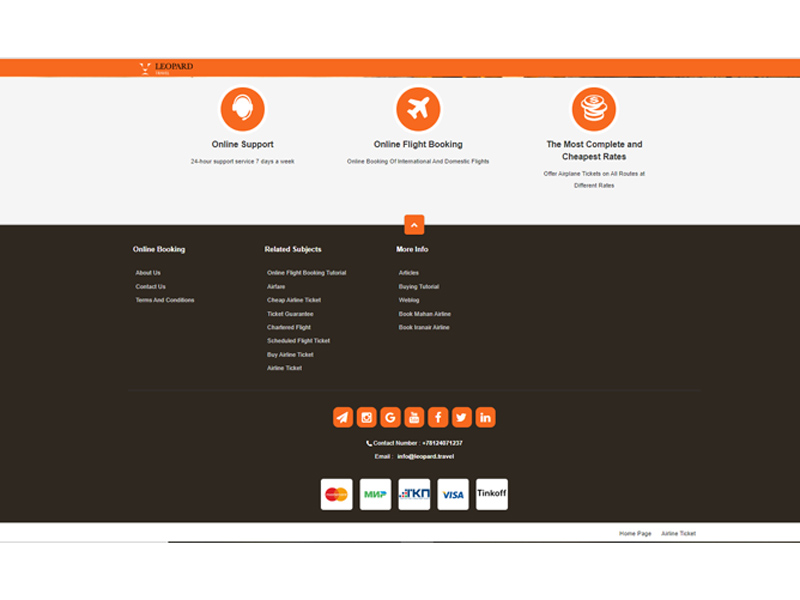 LEOPARD
TRAVEL
Online Support
24-hour support service 7 days a week
Online Flight Booking
Online Booking Of International And Domestic Flights
The Most Complete and
Cheapest Rates
Offer Airplane Tickets on All Routes at
Different Rates
Online Booking
About Us
Contact Us
Terms And Conditions
Related Subjects
Online Flight Booking Tutorial
Airfare
Cheap Airline Ticket
Ticket Guarantee
Chartered Flight
Scheduled Flight Ticket
Buy Airline Ticket
Airline Ticket
More Info
Articles
Buying Tutorial
Weblog
Book Mahan Airline
Book Iranair Airline
Contact Number : +78124071237
Email : info@leopard.travel
MasterCard
МИР
ТКП
VISA
Tinkoff
Home Page Airline Ticket